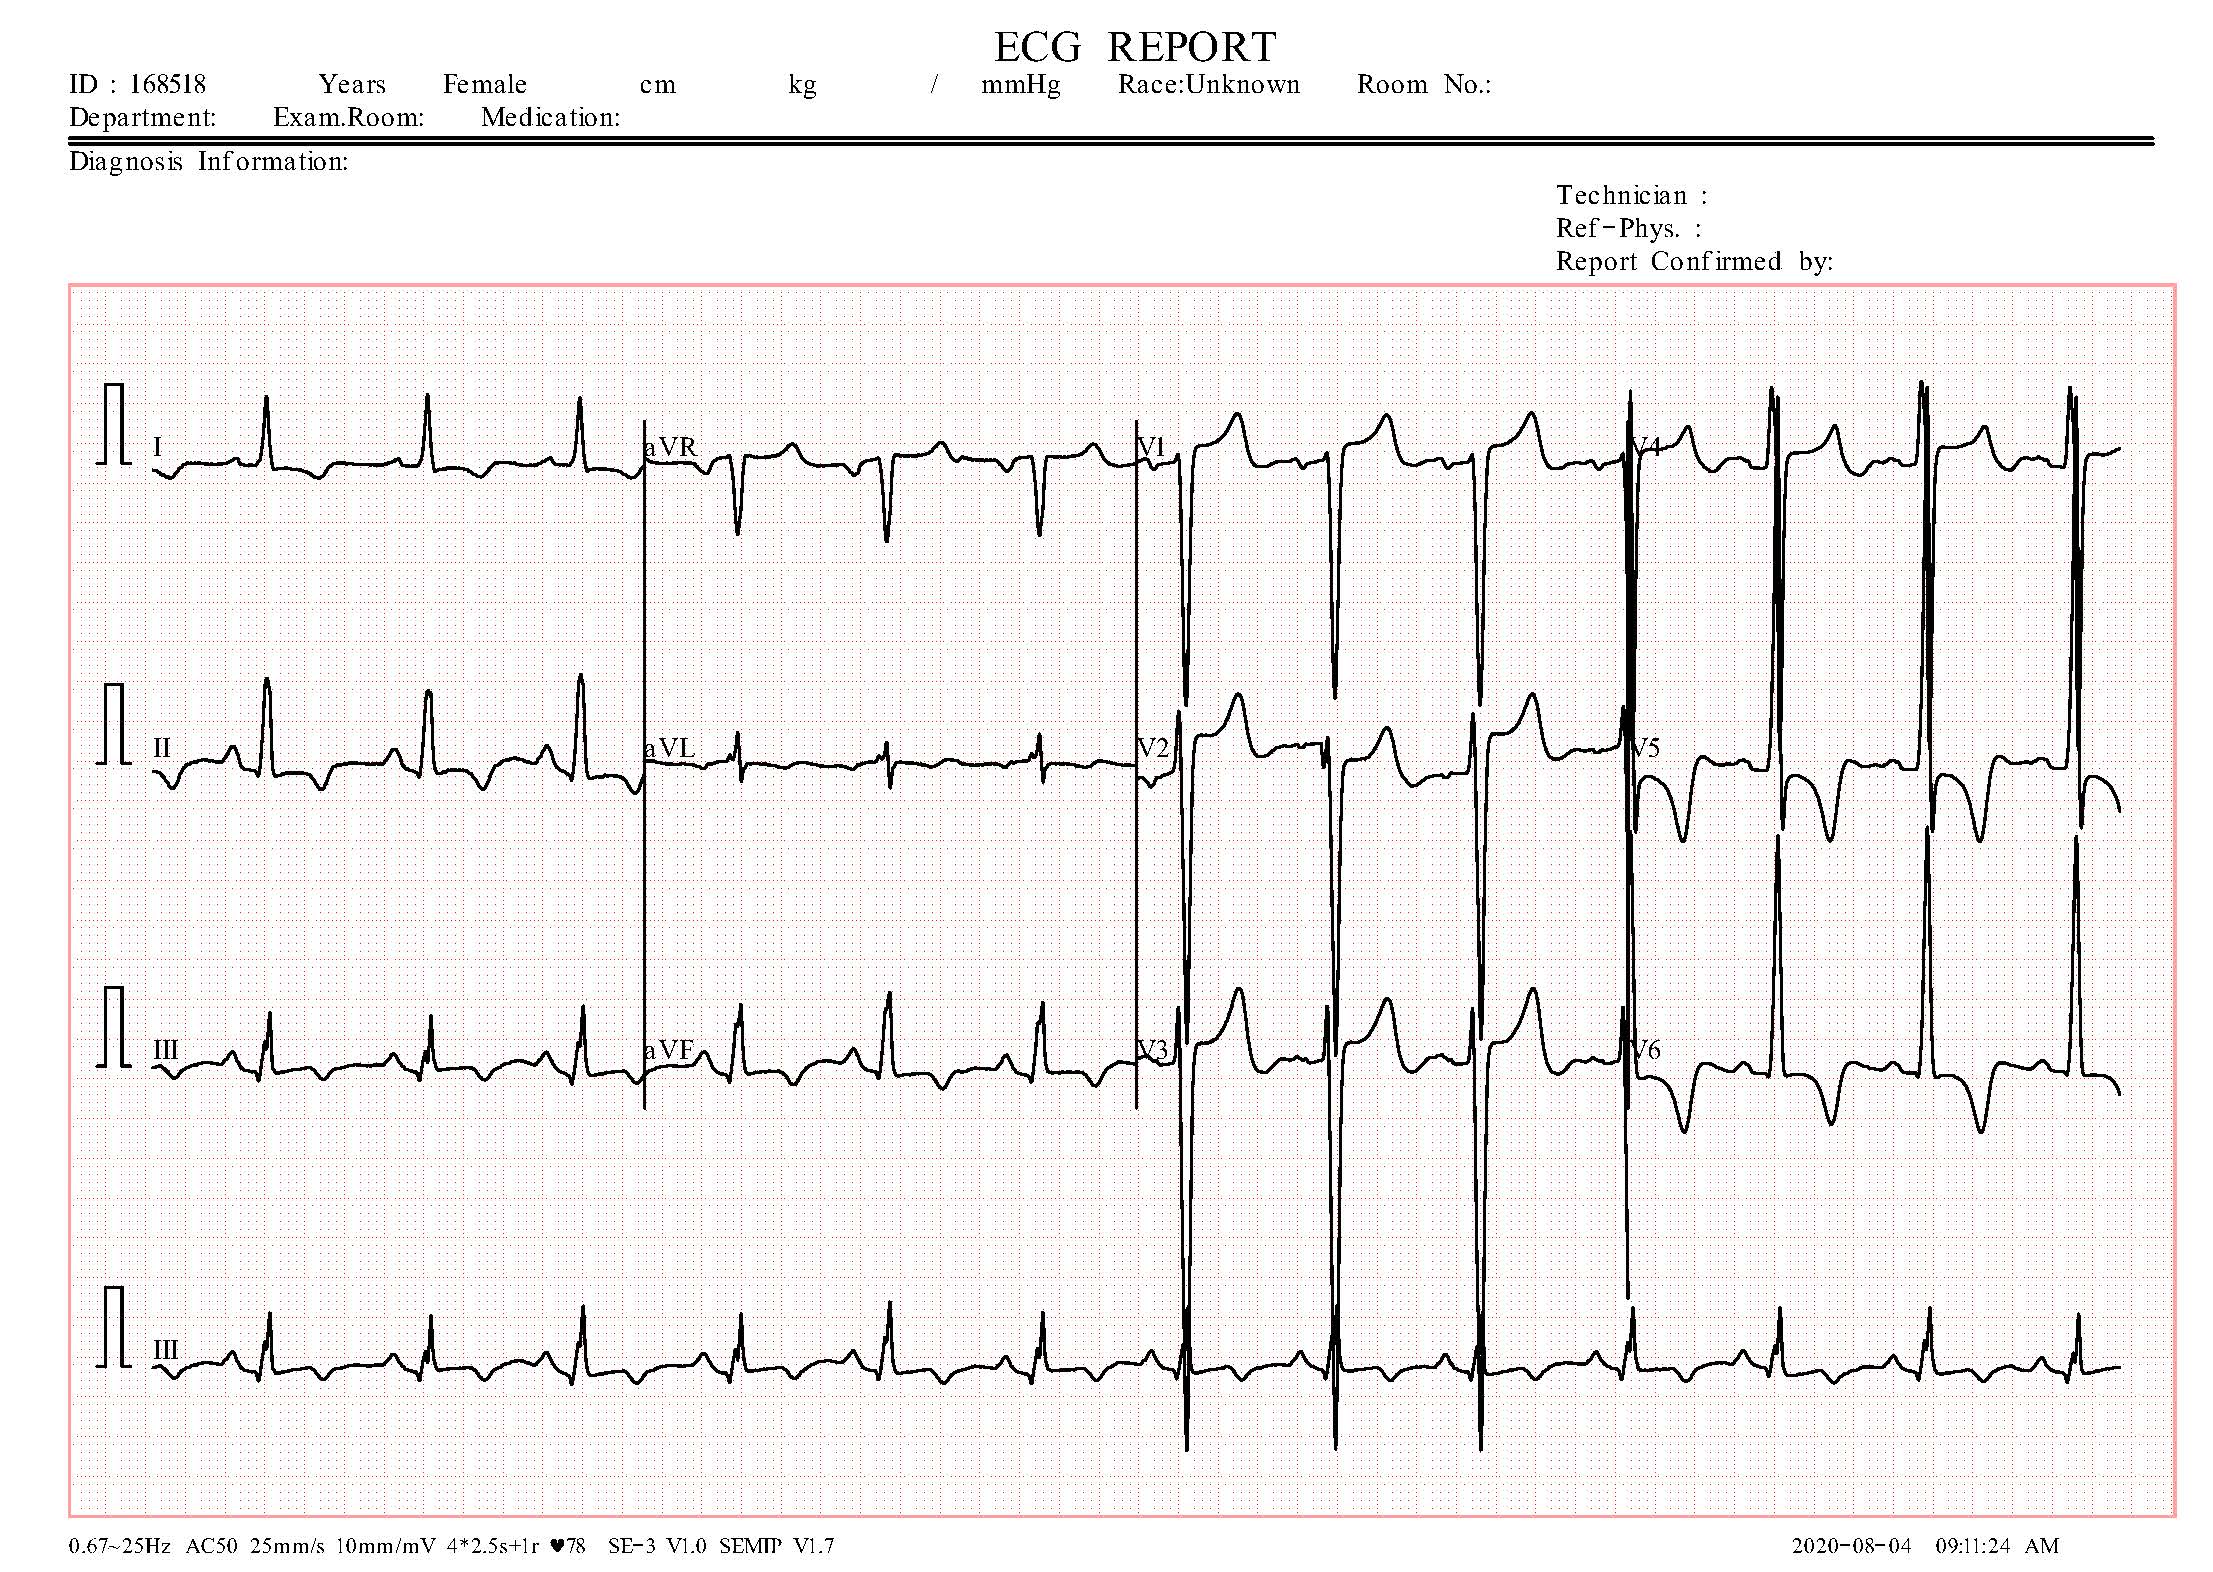 ECG REPORT
ID : 168518 Years Female cm kg / mmHg Race:Unknown Room No.:
Department: Exam.Room: Medication:
Diagnosis Information:
Technician :
Ref-Phys. :
Report Confirmed by:
I aVR V1 V4
II aVL V2 V5
III aVF V3 V6
III
0.67~25Hz AC50 25mm/s 10mm/mV 4*2.5s+1r ♥78 SE-3 V1.0 SEMIP V1.7 2020-08-04 09:11:24 AM